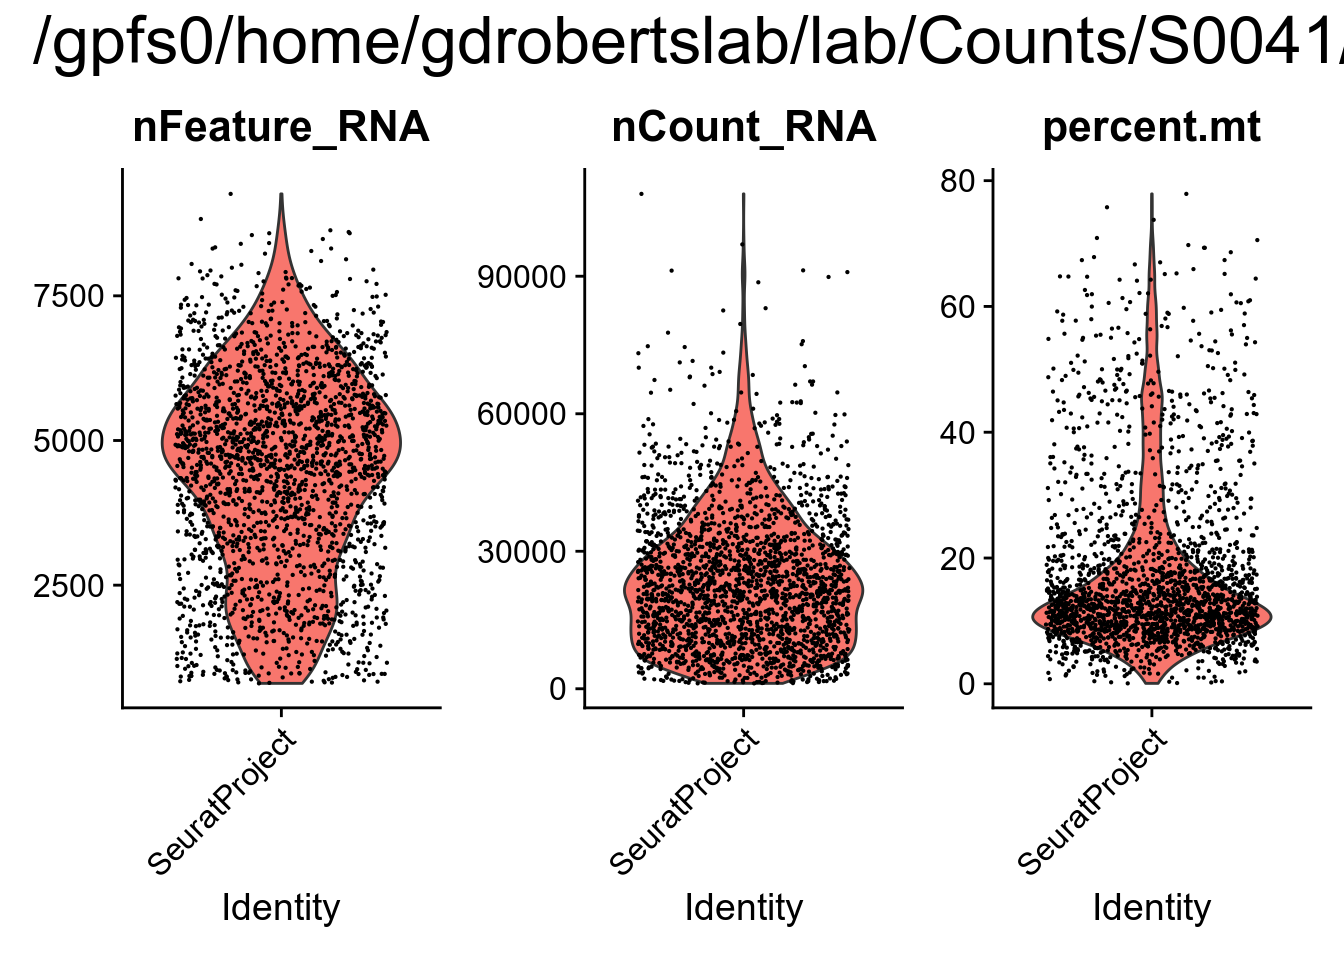 /gpfs0/home/gdrobertslab/lab/Counts/S0041/
nFeature_RNA
nCount_RNA
percent.mt
7500
5000
2500
90000
60000
30000
0
80
60
40
20
0
SeuratProject
SeuratProject
SeuratProject
Identity
Identity
Identity